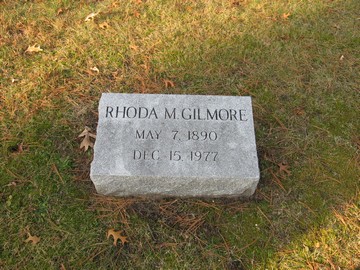 RHODA M. GILMORE
MAY 7, 1890
DEC 15, 1977